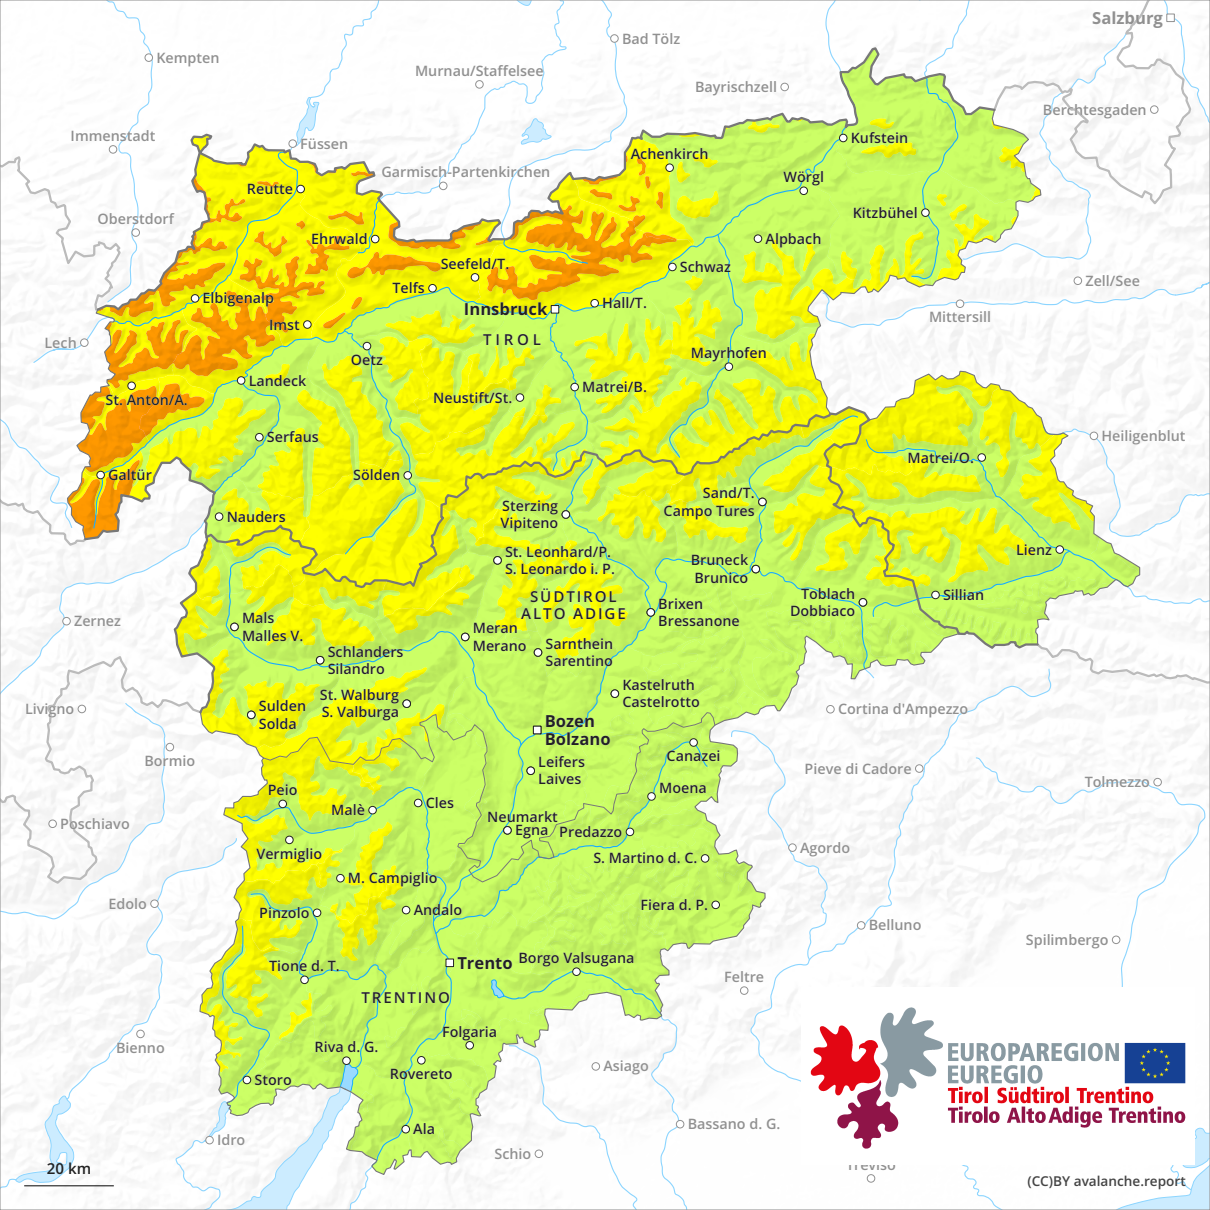 Salzburg
Bad Tölz
Kempten
Murnau/Staffelsee
Bayrischzell
Berchtesgaden
Immenstadt
Füssen
Kufstein
Achenkirch
Garmisch-Partenkirchen
Wörgl
Reutte
Oberstdorf
Kitzbühel
Ehrwald
Alpbach
Seefeld/T.
Schwaz
Zell/See
Telfs
Elbigenalp
Hall/T.
Innsbruck
Mittersill
Imst
TIROL
Lech
Oetz
Mayrhofen
Landeck
Matrei/B.
St. Anton/A.
Neustift/St.
Serfaus
Heiligenblut
Matrei/O.
Galtür
Sölden
Sand/T.
Campo Tures
Sterzing
Vipiteno
Nauders
Lienz
St. Leonhard/P.
S. Leonardo i. P.
Bruneck
Brunico
SÜDTIROL
ALTO ADIGE
Toblach
Dobbiaco
Sillian
Brixen
Bressanone
Zernez
Mals
Malles V.
Meran
Merano
Sarnthein
Sarentino
Schlanders
Silandro
Kastelruth
Castelrotto
St. Walburg
S. Valburga
Livigno
Sulden
Solda
Cortina d'Ampezzo
Bozen
Bolzano
Bormio
Canazei
Leifers
Laives
Pieve di Cadore
Tolmezzo
Peio
Moena
Malè
Cles
Poschiavo
Neumarkt
Egna
Predazzo
Vermiglio
Agordo
S. Martino d. C.
M. Campiglio
Edolo
Pinzolo
Andalo
Fiera d. P.
Belluno
Spilimbergo
Tione d. T.
Trento
Borgo Valsugana
Feltre
TRENTINO
Bienno
Folgaria
Riva d. G.
Rovereto
Asiago
Storo
EUROPAREGION
EUREGIO
Tirol Südtirol Trentino
Tirolo Alto Adige Trentino
Ala
Bassano d. G.
Idro
Schio
Treviso
20 km
(CC)BY avalanche.report